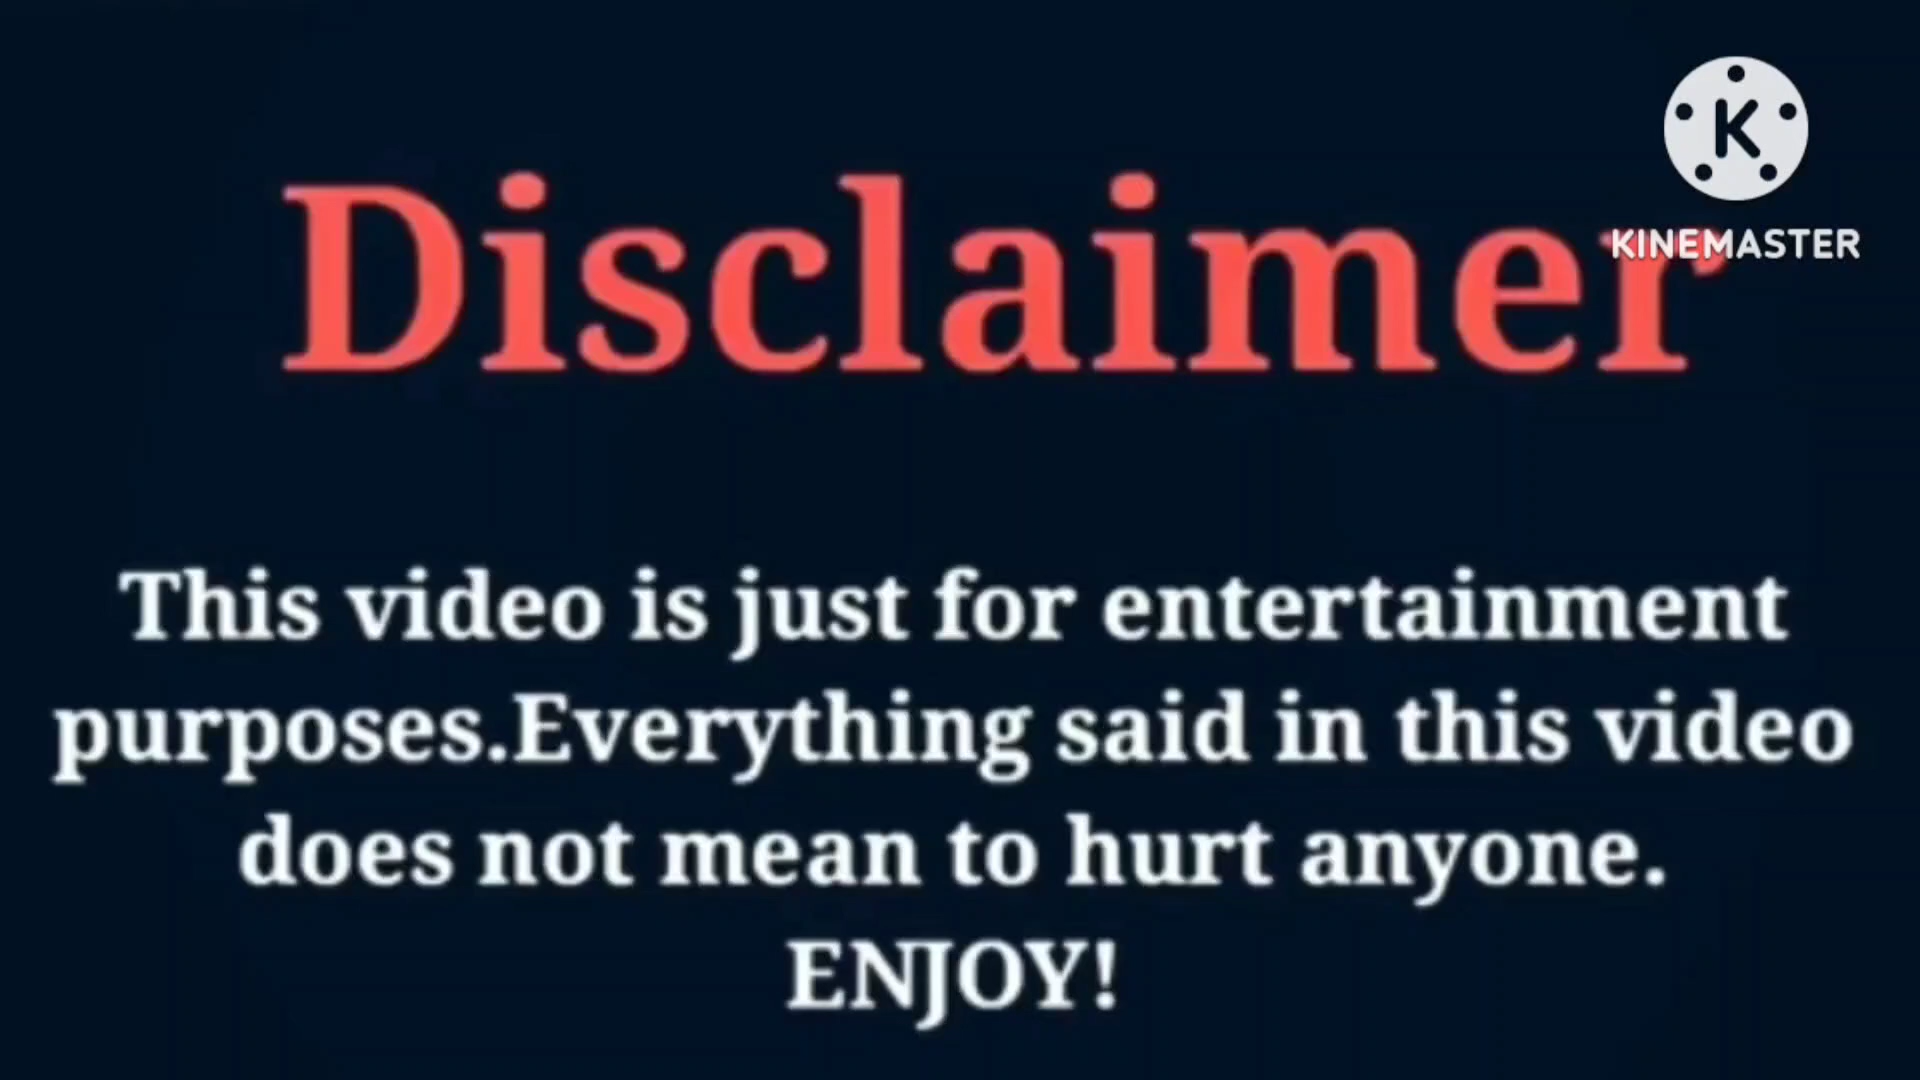 K
KINEMASTER
Disclaimer
This video is just for entertainment
purposes.Everything said in this video
does not mean to hurt anyone.
ENJOY!